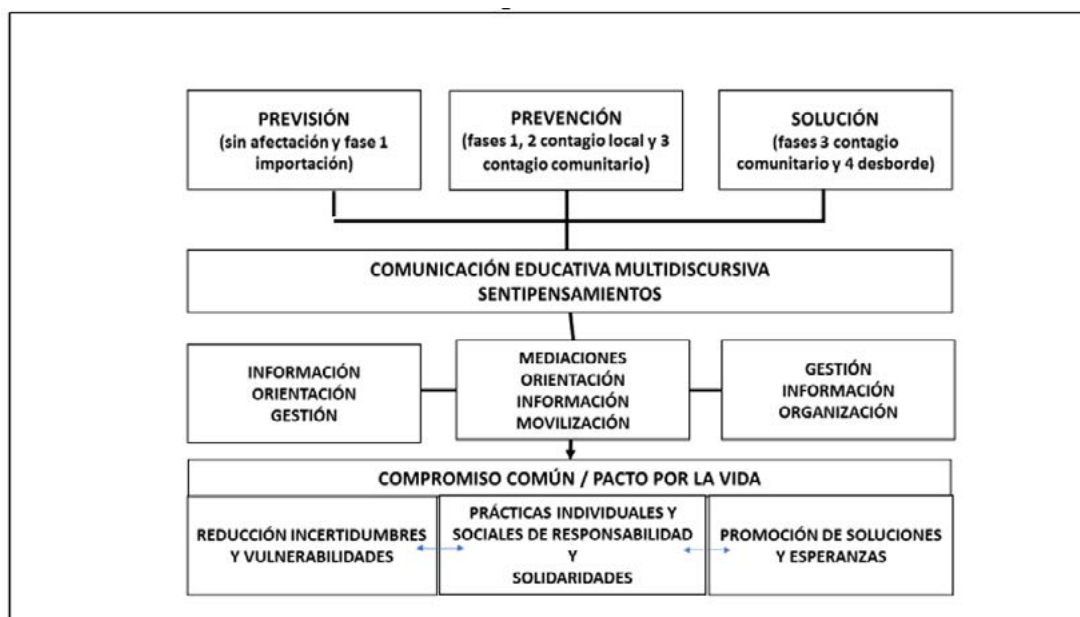 PREVISIÓN
(sin afectación y fase 1
importación)
PREVENCIÓN
(fases 1, 2 contagio local y 3
contagio comunitario)
SOLUCIÓN
(fases 3 contagio
comunitario y 4 desborde)
COMUNICACIÓN EDUCATIVA MULTIDISCURSIVA
SENTIPENSAMIENTOS
INFORMACIÓN
ORIENTACIÓN
GESTIÓN
MEDIACIONES
ORIENTACIÓN
INFORMACIÓN
MOVILIZACIÓN
GESTIÓN
INFORMACIÓN
ORGANIZACIÓN
COMPROMISO COMÚN / PACTO POR LA VIDA
REDUCCIÓN INCERTIDUMBRES
Y VULNERABILIDADES
PRÁCTICAS INDIVIDUALES Y
SOCIALES DE RESPONSABILIDAD
Y
SOLIDARIDADES
PROMOCIÓN DE SOLUCIONES
Y ESPERANZAS